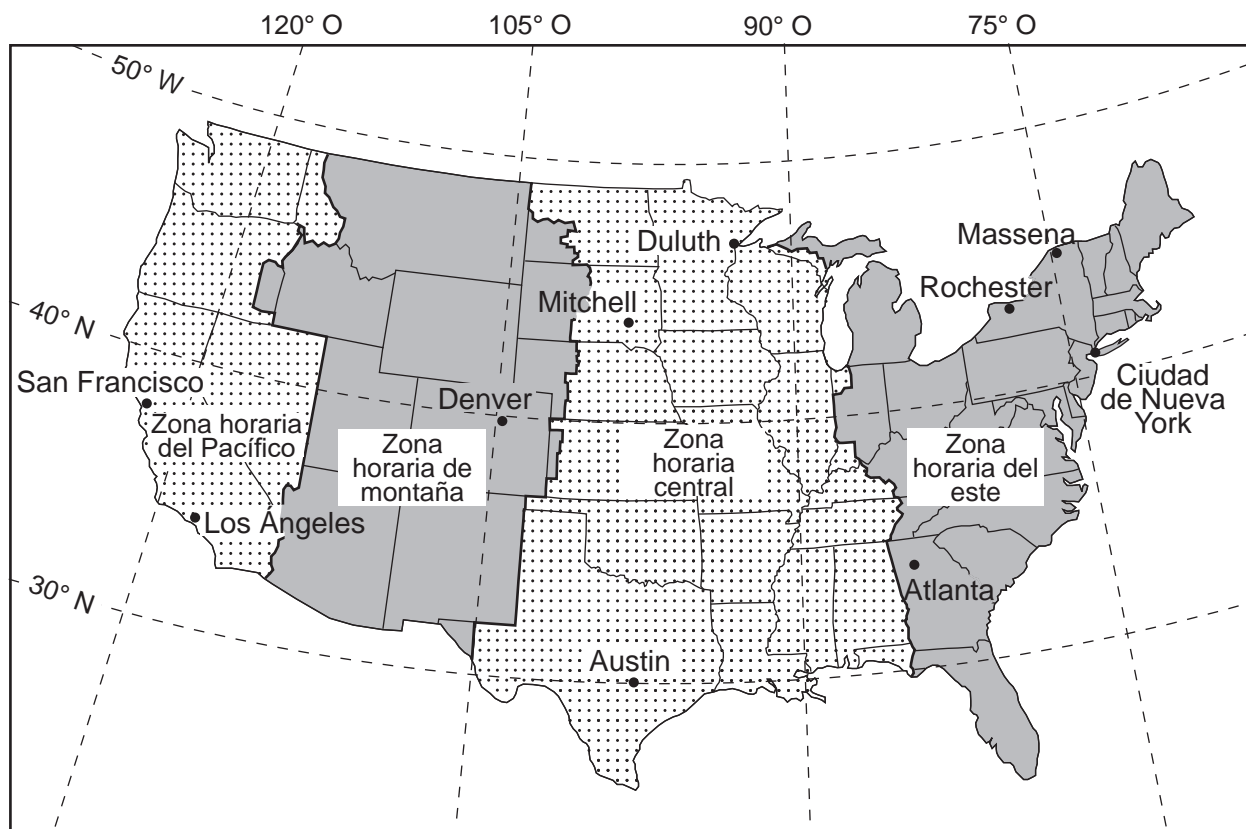 120° O
105° O
90° O
75° O
50° W
Duluth
Massena
Mitchell
Rochester
40° N
San Francisco
Denver
Ciudad
de Nueva
York
Zona horaria
del Pacífico
Zona
horaria de
montaña
Zona
horaria
central
Zona
horaria del
este
Los Ángeles
30° N
Atlanta
Austin